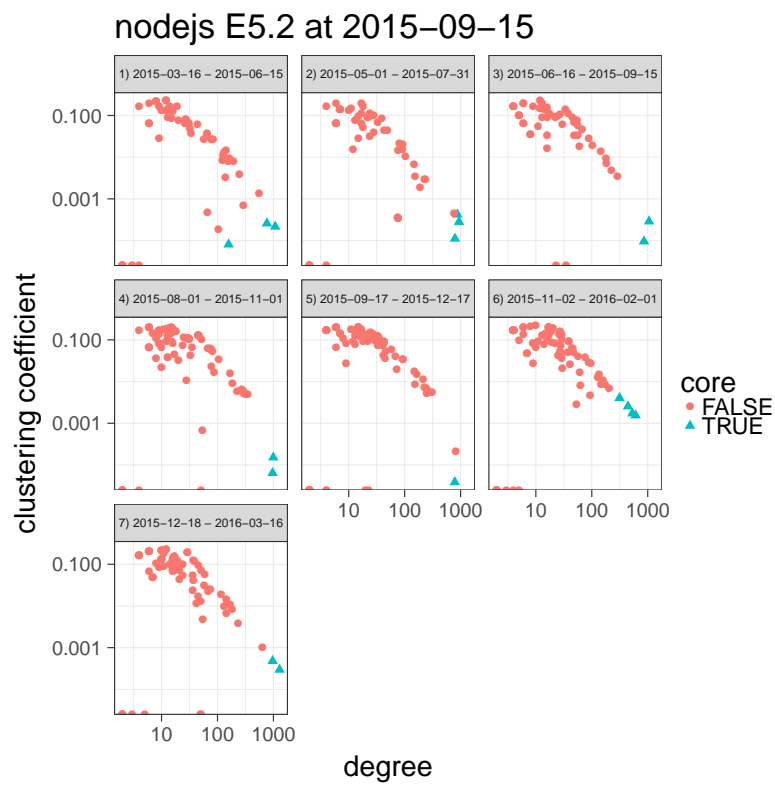 nodejs E5.2 at 2015−09−15
1) 2015−03−16 − 2015−06−15
2) 2015−05−01 − 2015−07−31
3) 2015−06−16 − 2015−09−15
0.100
0.001
4) 2015−08−01 − 2015−11−01
5) 2015−09−17 − 2015−12−17
6) 2015−11−02 − 2016−02−01
0.100
0.001
10 100 1000
10 100 1000
7) 2015−12−18 − 2016−03−16
0.100
0.001
10 100 1000
degree
clustering coefficient
core
FALSE
TRUE